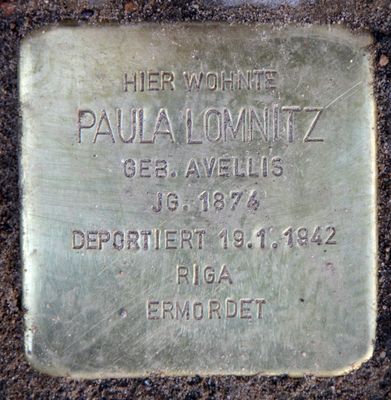 HIER WOHNTE
PAULA LOMNITZ
GEB. AVELLIS
JG. 1874
DEPORTIERT 19.1.1942
RIGA
ERMORDET